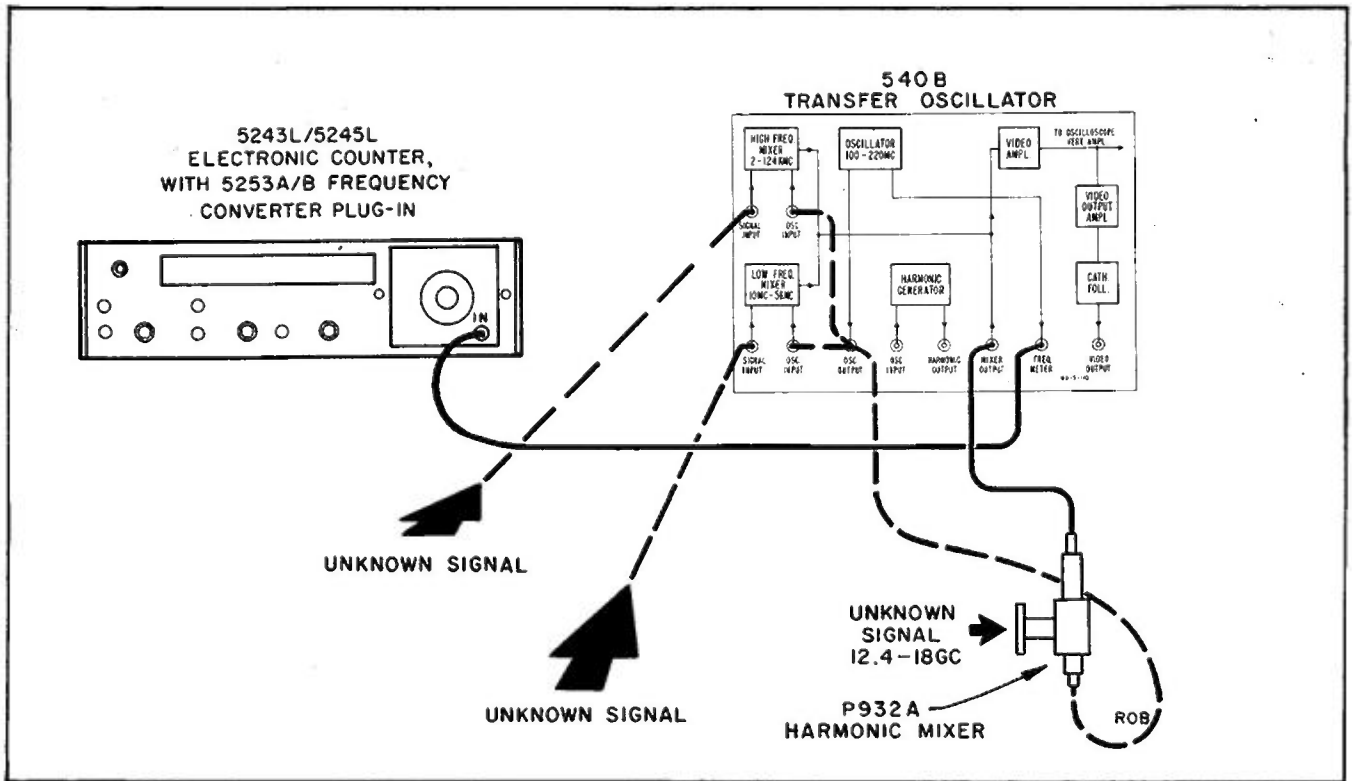 540B
TRANSFER OSCILLATOR
5243L/5245L
ELECTRONIC COUNTER,
WITH 5253A/B FREQUENCY
CONVERTER PLUG-IN
IN
HIGH FREQ.
MIXER
2-12.4KMC
OSCILLATOR
100-220MC
VIDEO
AMPL.
TO OSCILLOSCOPE
VERT AMPL.
SIGNAL
INPUT
OSC
INPUT
VIDEO
OUTPUT
AMPL
LOW FREQ.
MIXER
HARMONIC
GENERATOR
CATH
FOLL.
SIGNAL
INPUT
OSC
INPUT
OSC
OUTPUT
OSC
INPUT
HARMONIC
OUTPUT
MIXER
OUTPUT
FREQ
METER
VIDEO
OUTPUT
UNKNOWN SIGNAL
UNKNOWN SIGNAL
UNKNOWN
SIGNAL
12.4-18GC
P932A
HARMONIC MIXER
ROB